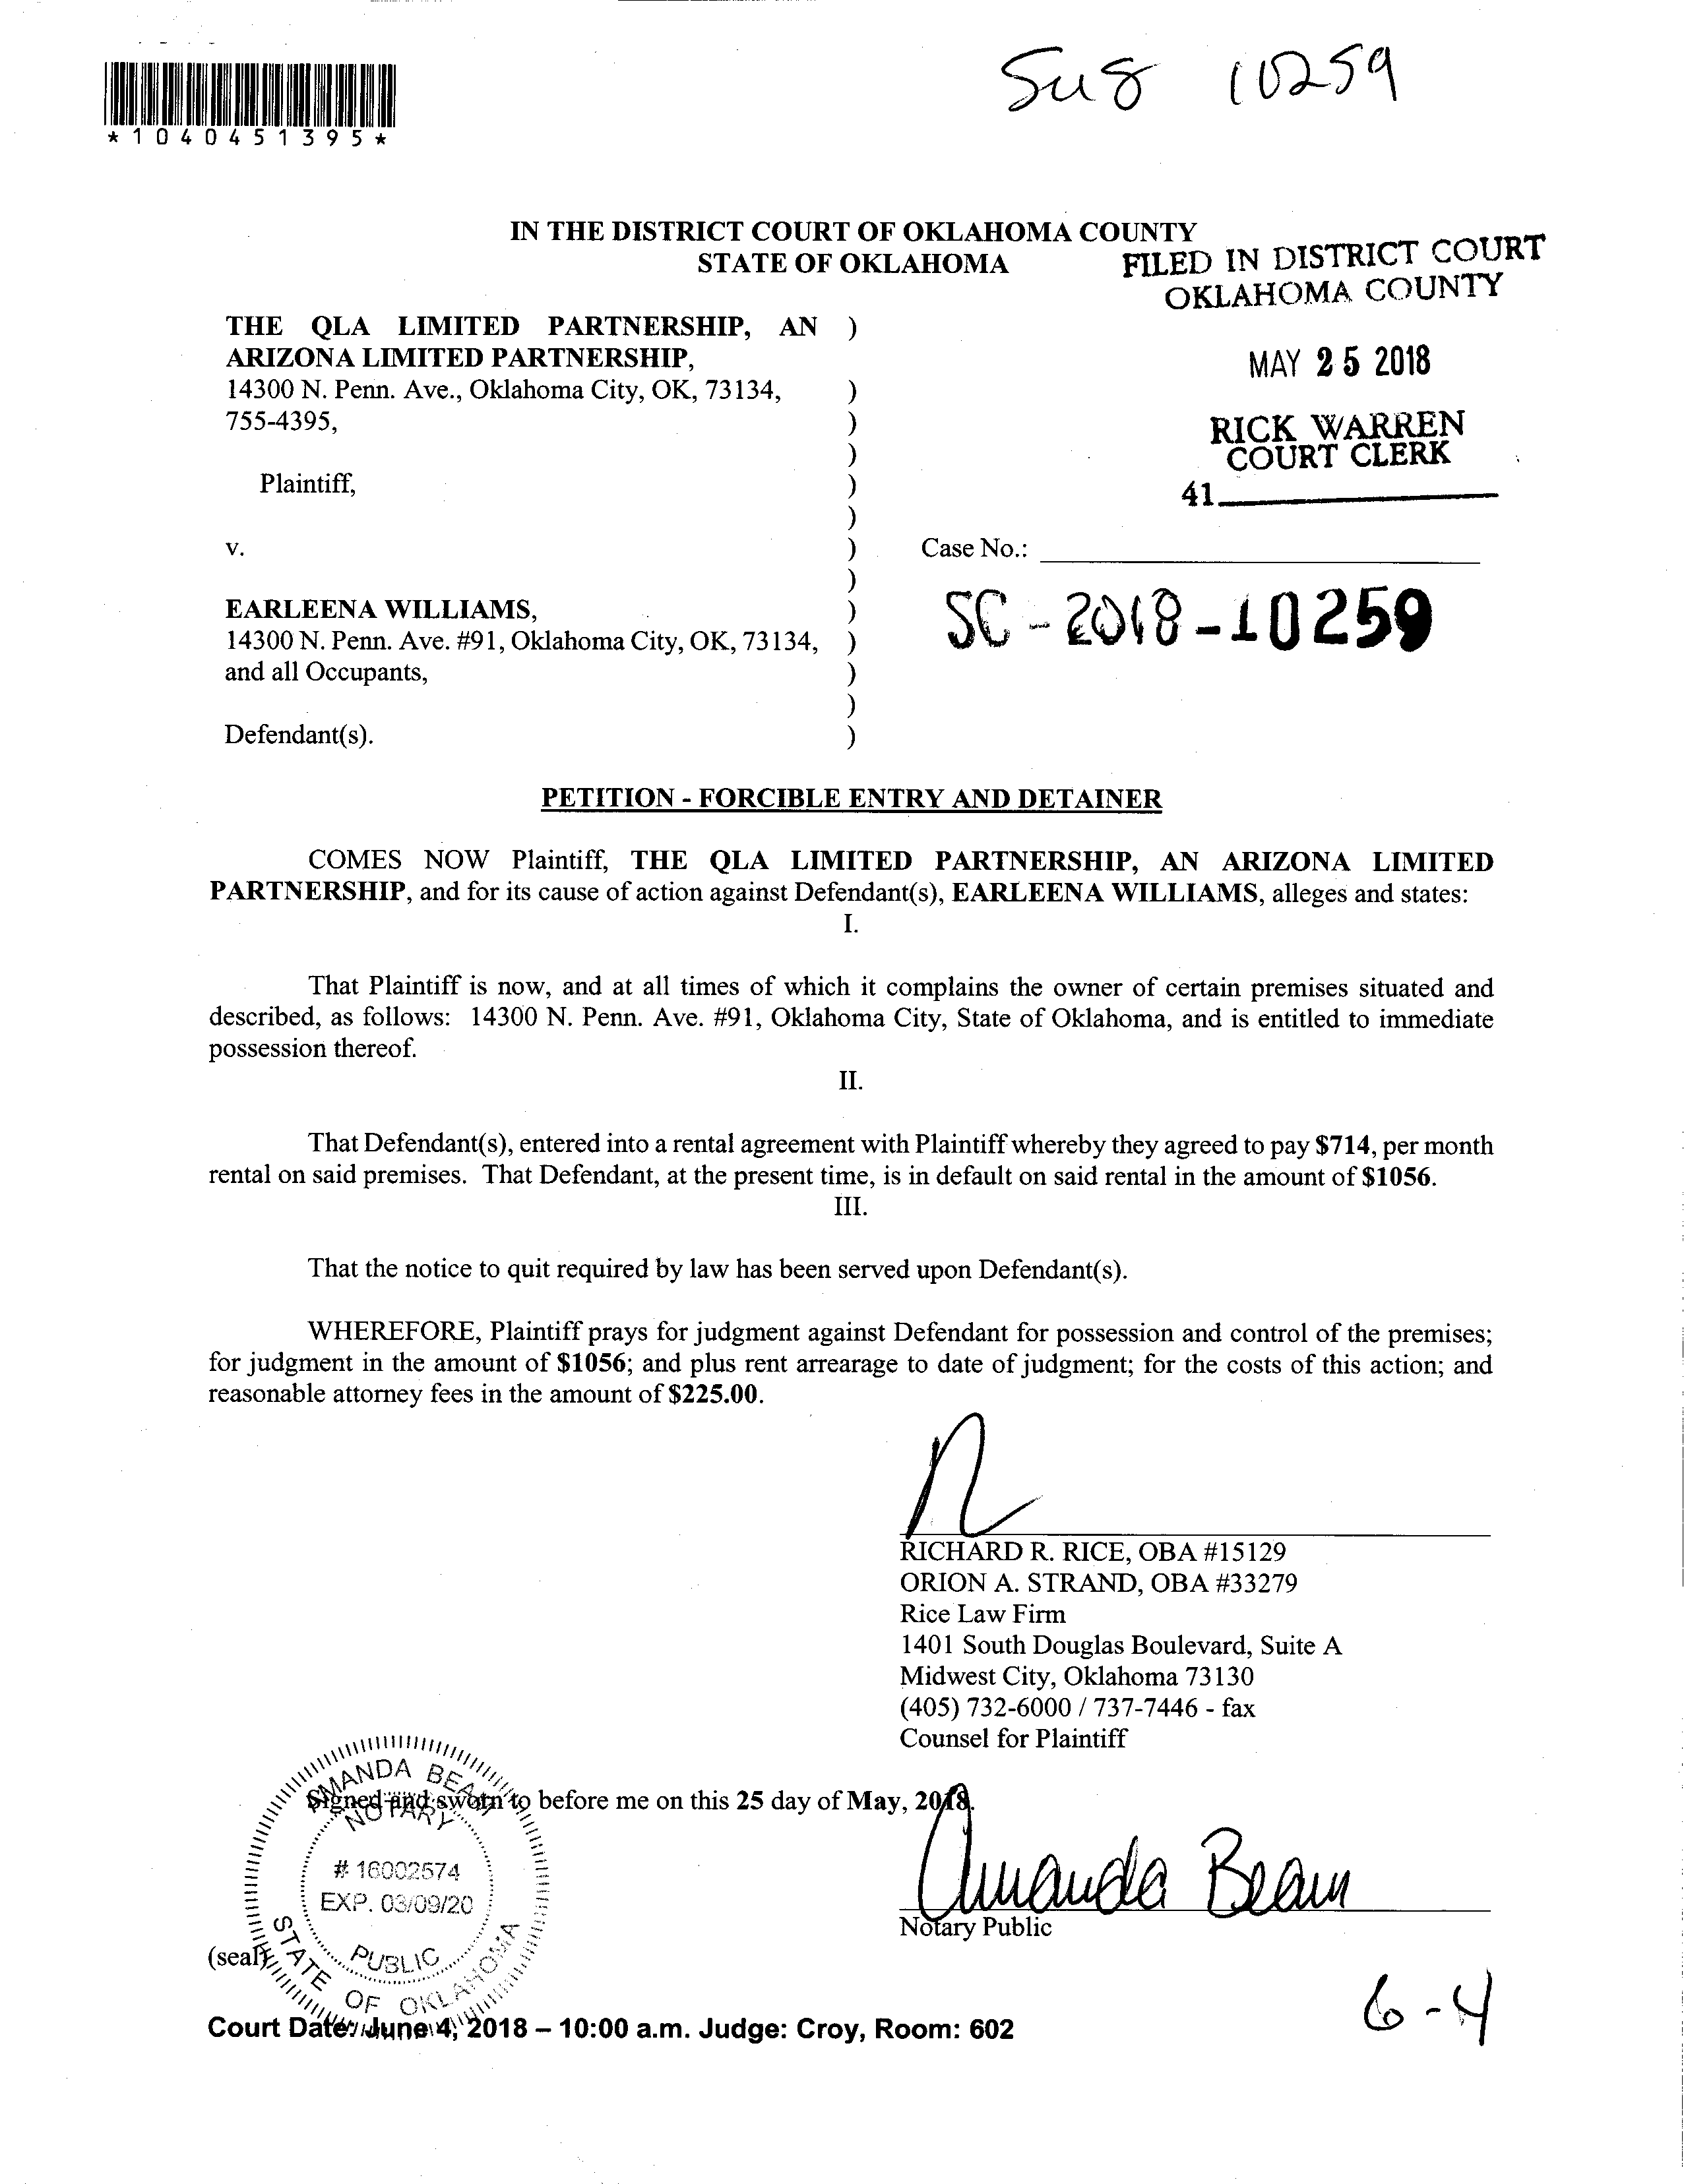 *1040451395*
Sus 10259
IN THE DISTRICT COURT OF OKLAHOMA COUNTY
STATE OF OKLAHOMA
FILED IN DISTRICT COURT
OKLAHOMA COUNTY
MAY 25 2018
RICK WARREN
COURT CLERK
41
THE QLA LIMITED PARTNERSHIP, AN )
ARIZONA LIMITED PARTNERSHIP,
14300 N. Penn. Ave., Oklahoma City, OK, 73134, )
755-4395, )
)
Plaintiff, )
)
v. ) Case No.:
)
SC-2018-10259
EARLEENA WILLIAMS, )
14300 N. Penn. Ave. #91, Oklahoma City, OK, 73134, )
and all Occupants, )
)
Defendant(s). )
PETITION - FORCIBLE ENTRY AND DETAINER
COMES NOW Plaintiff, THE QLA LIMITED PARTNERSHIP, AN ARIZONA LIMITED
PARTNERSHIP, and for its cause of action against Defendant(s), EARLEENA WILLIAMS, alleges and states:
I.
That Plaintiff is now, and at all times of which it complains the owner of certain premises situated and
described, as follows: 14300 N. Penn. Ave. #91, Oklahoma City, State of Oklahoma, and is entitled to immediate
possession thereof.
II.
That Defendant(s), entered into a rental agreement with Plaintiff whereby they agreed to pay $714, per month
rental on said premises. That Defendant, at the present time, is in default on said rental in the amount of $1056.
III.
That the notice to quit required by law has been served upon Defendant(s).
WHEREFORE, Plaintiff prays for judgment against Defendant for possession and control of the premises;
for judgment in the amount of $1056; and plus rent arrearage to date of judgment; for the costs of this action; and
reasonable attorney fees in the amount of $225.00.
RICHARD R. RICE, OBA #15129
ORION A. STRAND, OBA #33279
Rice Law Firm
1401 South Douglas Boulevard, Suite A
Midwest City, Oklahoma 73130
(405) 732-6000 / 737-7446 - fax
Counsel for Plaintiff
Signed and sworn to before me on this 25 day of May, 2018.
AMANDA BEAM
NOTARY
# 16002574
EXP. 03/09/20
PUBLIC
STATE OF OKLAHOMA
Amanda Beam
Notary Public
(seal)
6-4
Court Date: June 4, 2018 – 10:00 a.m. Judge: Croy, Room: 602